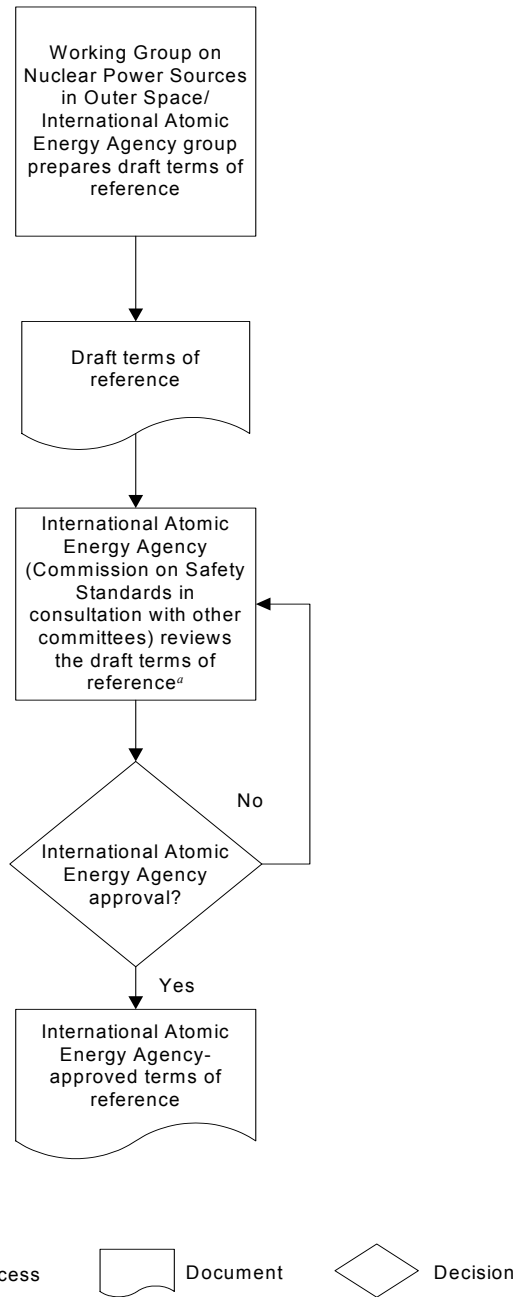 Working Group on
Nuclear Power Sources
in Outer Space/
International Atomic
Energy Agency group
prepares draft terms of
reference
Draft terms of
reference
International Atomic
Energy Agency
(Commission on Safety
Standards in
consultation with other
committees) reviews
the draft terms of
referenceᵃ
No
International Atomic
Energy Agency
approval?
Yes
International Atomic
Energy Agency-
approved terms of
reference
cess
Document
Decision